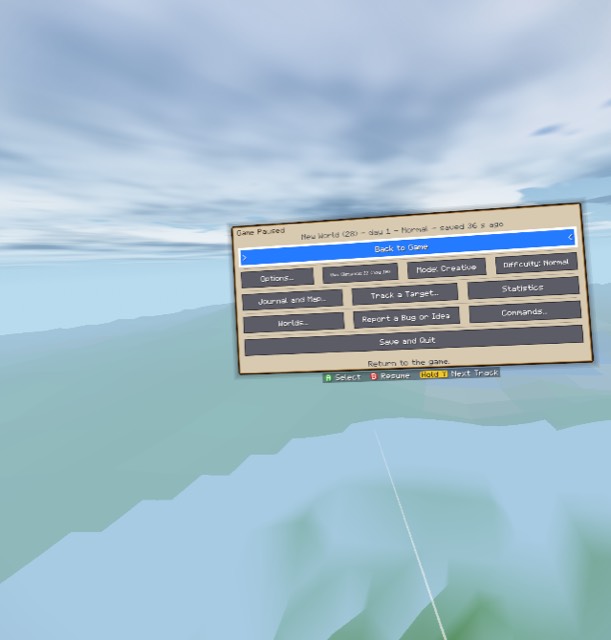 Game Paused
New World (28) - day 1 - Normal - saved 36 s ago
> Back to Game <
Options...
Mode: Creative
Difficulty: Normal
Journal and Map...
Track a Target...
Statistics
Worlds...
Report a Bug or Idea
Commands...
Save and Quit
Return to the game.
A Select B Resume Hold Y Next Track